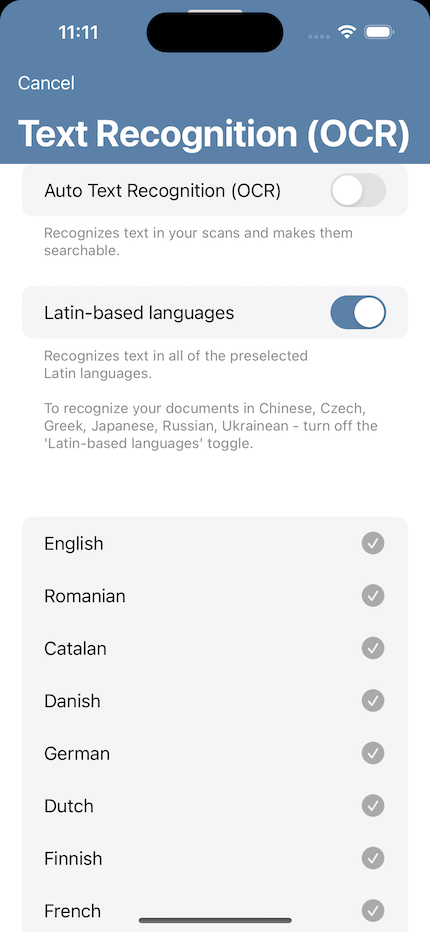 11:11
Cancel
Text Recognition (OCR)
Auto Text Recognition (OCR)
Recognizes text in your scans and makes them
searchable.
Latin-based languages
Recognizes text in all of the preselected
Latin languages.
To recognize your documents in Chinese, Czech,
Greek, Japanese, Russian, Ukrainean - turn off the
'Latin-based languages' toggle.
English
Romanian
Catalan
Danish
German
Dutch
Finnish
French